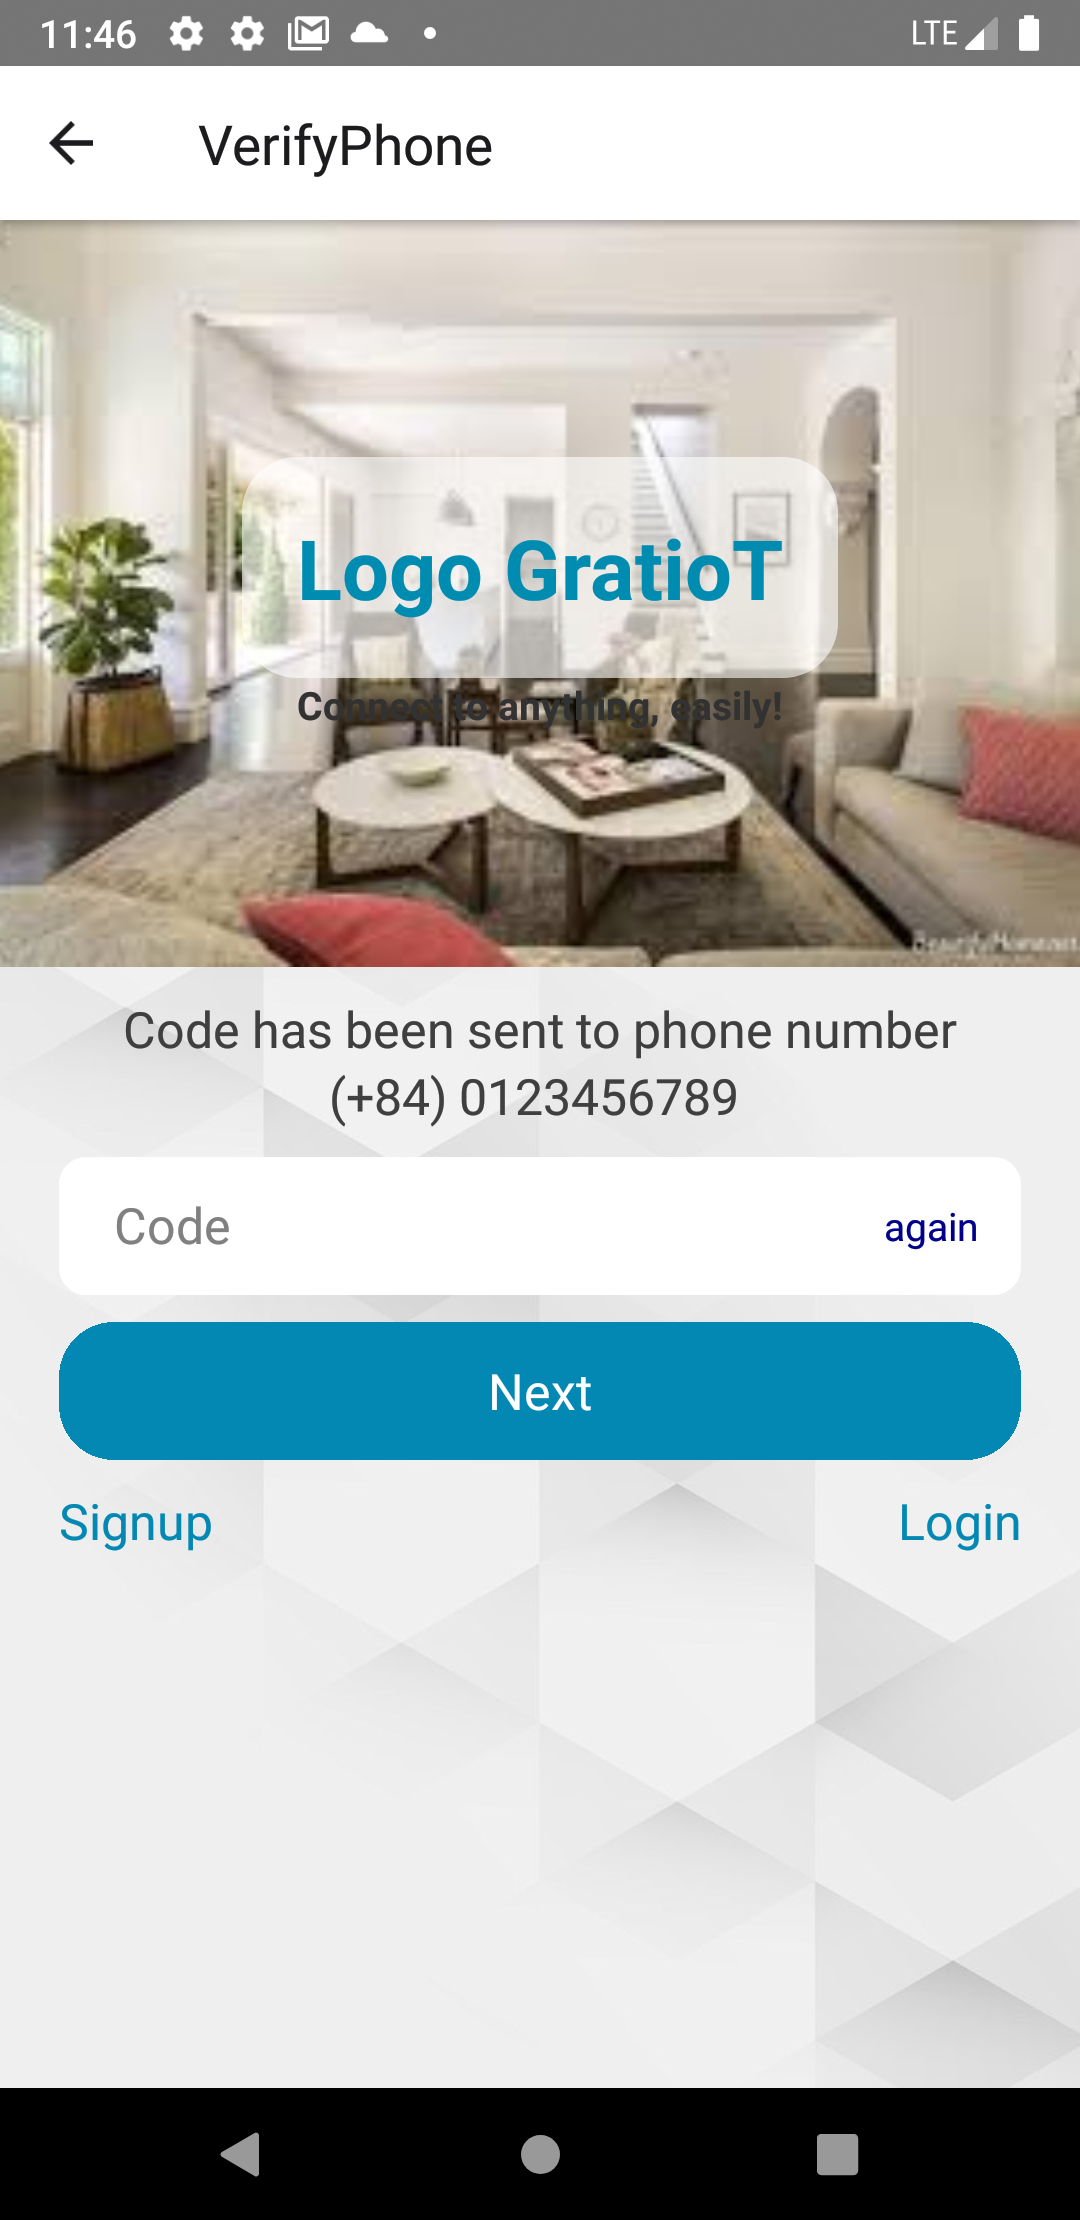 11:46
LTE
VerifyPhone
Logo GratioT
Connect to anything, easily!
Code has been sent to phone number
(+84) 0123456789
Code
again
Next
Signup
Login